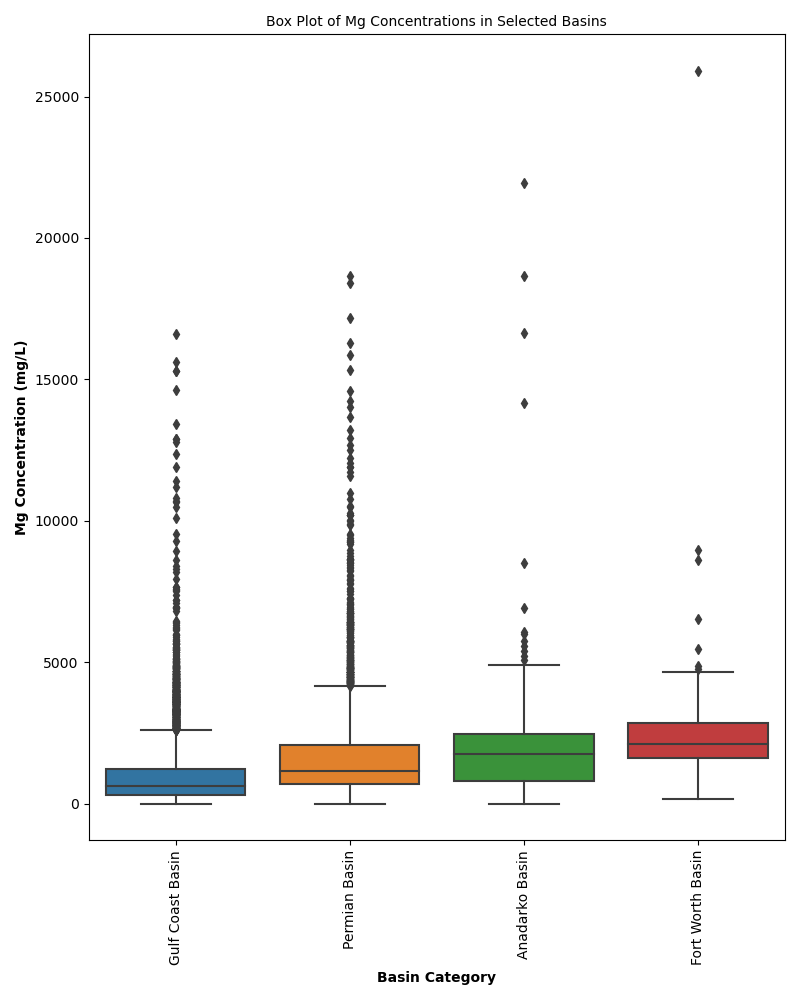 Box Plot of Mg Concentrations in Selected Basins
25000
20000
15000
10000
5000
0
Mg Concentration (mg/L)
Gulf Coast Basin
Permian Basin
Anadarko Basin
Fort Worth Basin
Basin Category